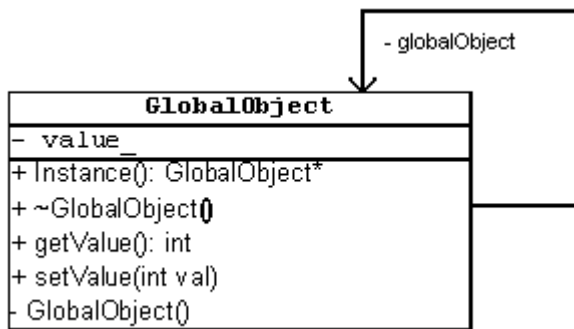 - globalObject
GlobalObject
- value_
+ Instance(): GlobalObject*
+ ~GlobalObject()
+ getValue(): int
+ setValue(int val)
- GlobalObject()